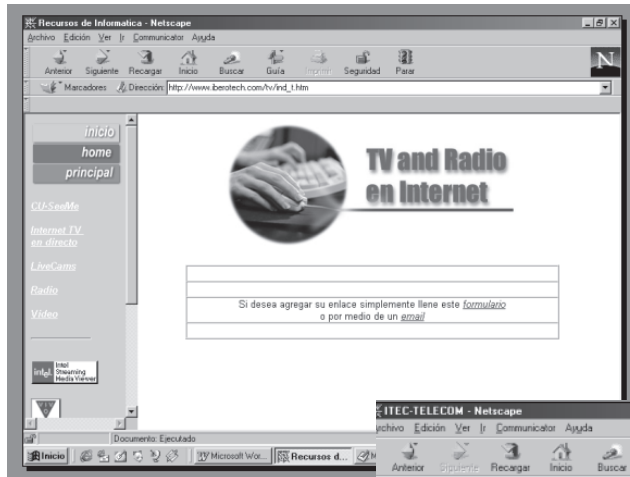 Recursos de Informatica - Netscape
Archivo Edición Ver Ir Communicator Ayuda
Anterior Siguiente Recargar Inicio Buscar Guía Imprimir Seguridad Parar
N
Marcadores Dirección: http://www.iberotech.com/tv/ind_t.htm
inicio
home
principal
CU-SeeMe
Internet TV
en directo
LiveCams
Radio
Video
intel. Intel
Streaming
Media Viewer
TV and Radio
en Internet
Si desea agregar su enlace simplemente llene este formulario
o por medio de un email
Documento: Ejecutado
Inicio Microsoft Wor... Recursos d...
ITEC-TELECOM - Netscape
Archivo Edición Ver Ir Communicator Ayuda
Anterior Siguiente Recargar Inicio Buscar